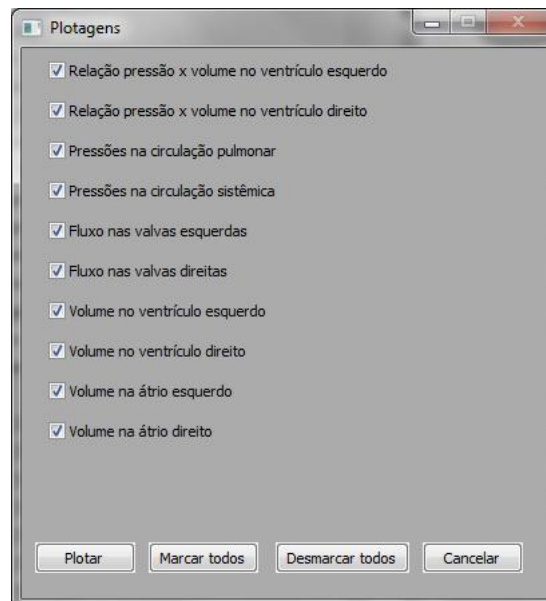 Plotagens
Relação pressão x volume no ventrículo esquerdo
Relação pressão x volume no ventrículo direito
Pressões na circulação pulmonar
Pressões na circulação sistêmica
Fluxo nas valvas esquerdas
Fluxo nas valvas direitas
Volume no ventrículo esquerdo
Volume no ventrículo direito
Volume na átrio esquerdo
Volume na átrio direito
Plotar Marcar todos Desmarcar todos Cancelar